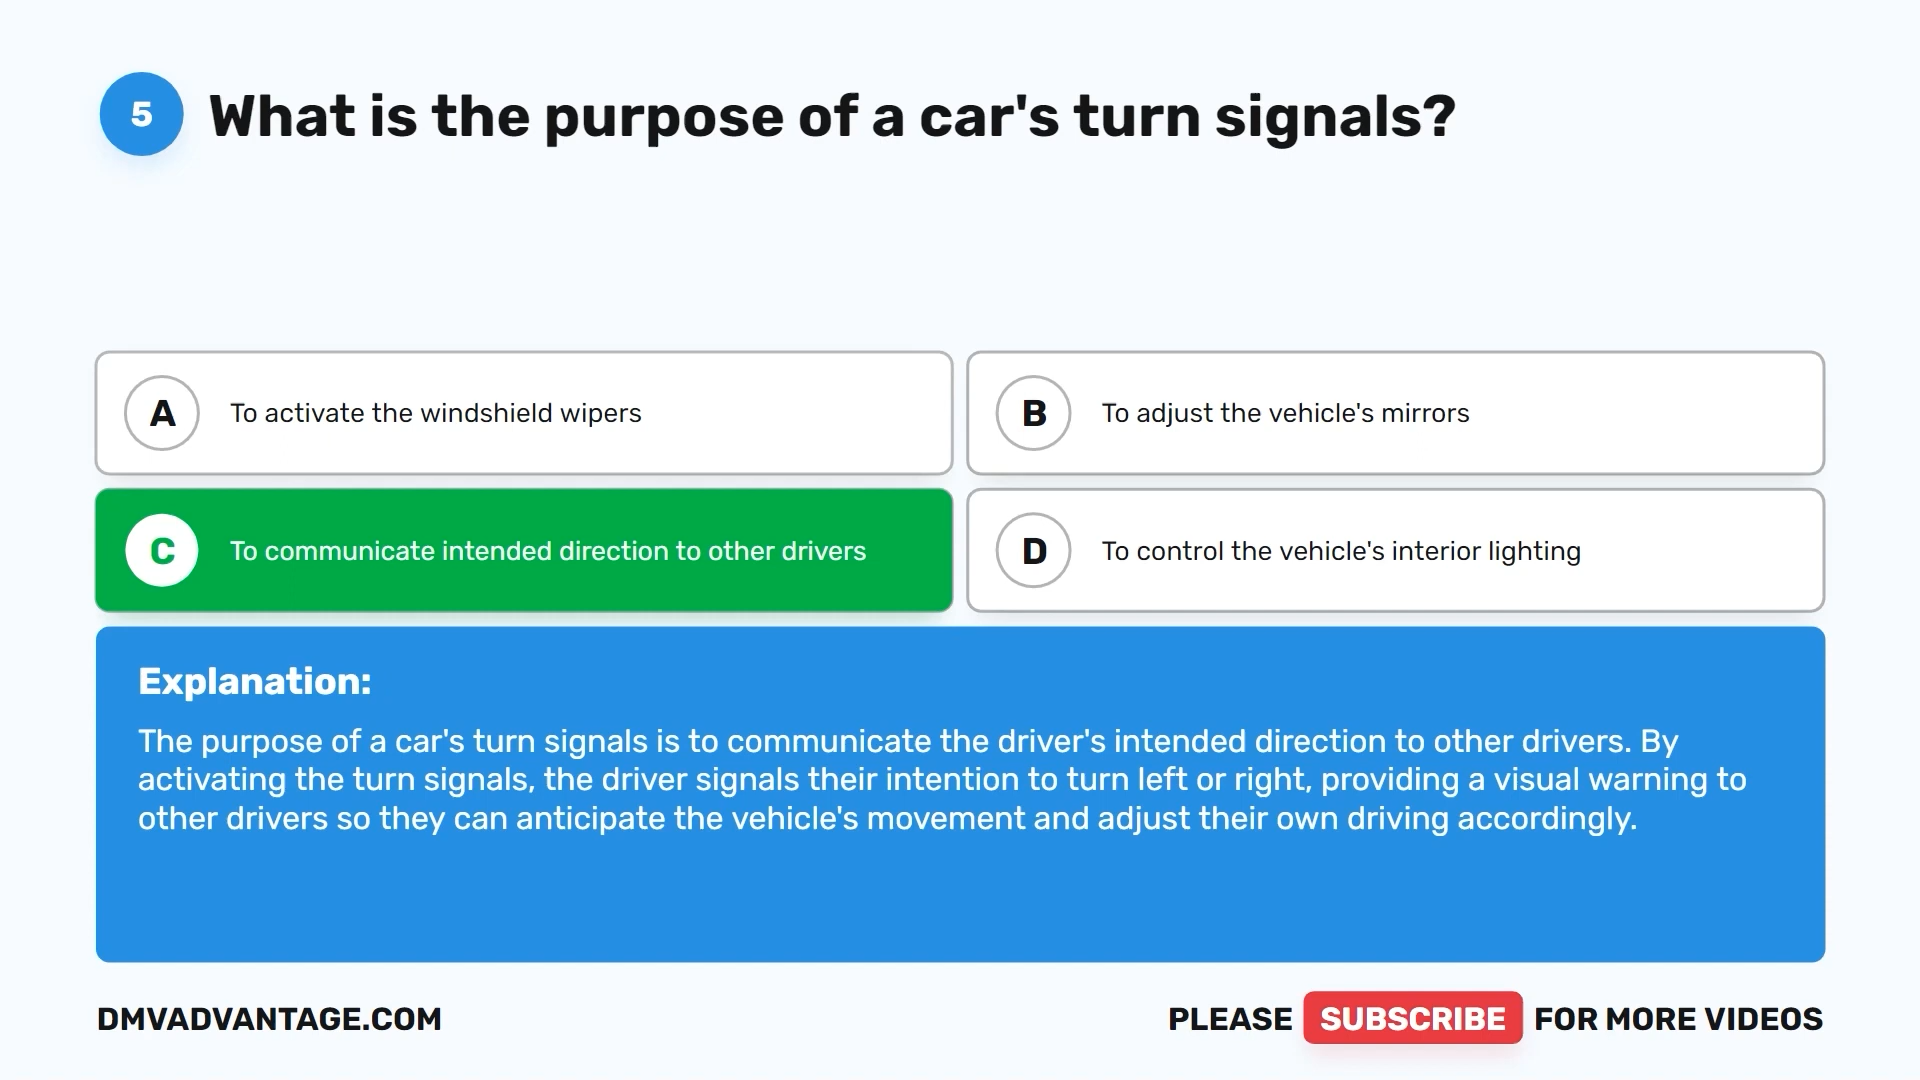 5
What is the purpose of a car's turn signals?
A
To activate the windshield wipers
B
To adjust the vehicle's mirrors
C
To communicate intended direction to other drivers
D
To control the vehicle's interior lighting
Explanation:
The purpose of a car's turn signals is to communicate the driver's intended direction to other drivers. By
activating the turn signals, the driver signals their intention to turn left or right, providing a visual warning to
other drivers so they can anticipate the vehicle's movement and adjust their own driving accordingly.
DMVADVANTAGE.COM
PLEASE SUBSCRIBE FOR MORE VIDEOS